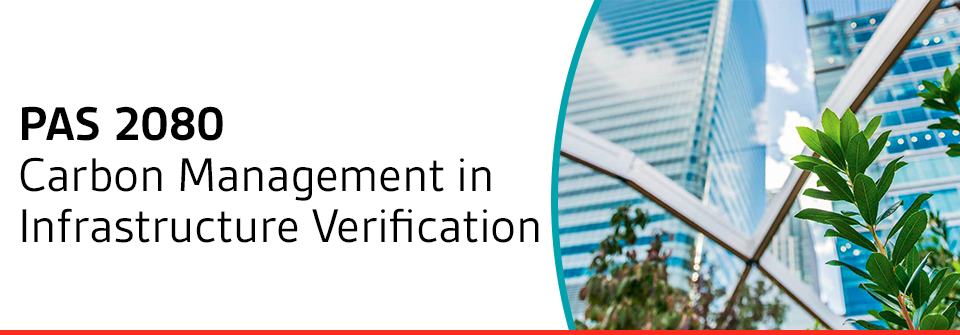 PAS 2080
Carbon Management in
Infrastructure Verification